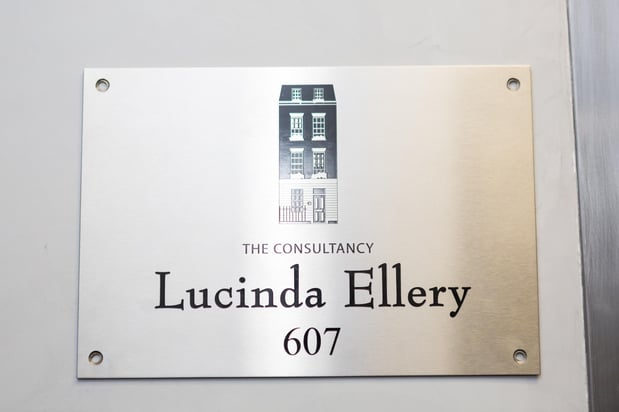 THE CONSULTANCY
Lucinda Ellery
607